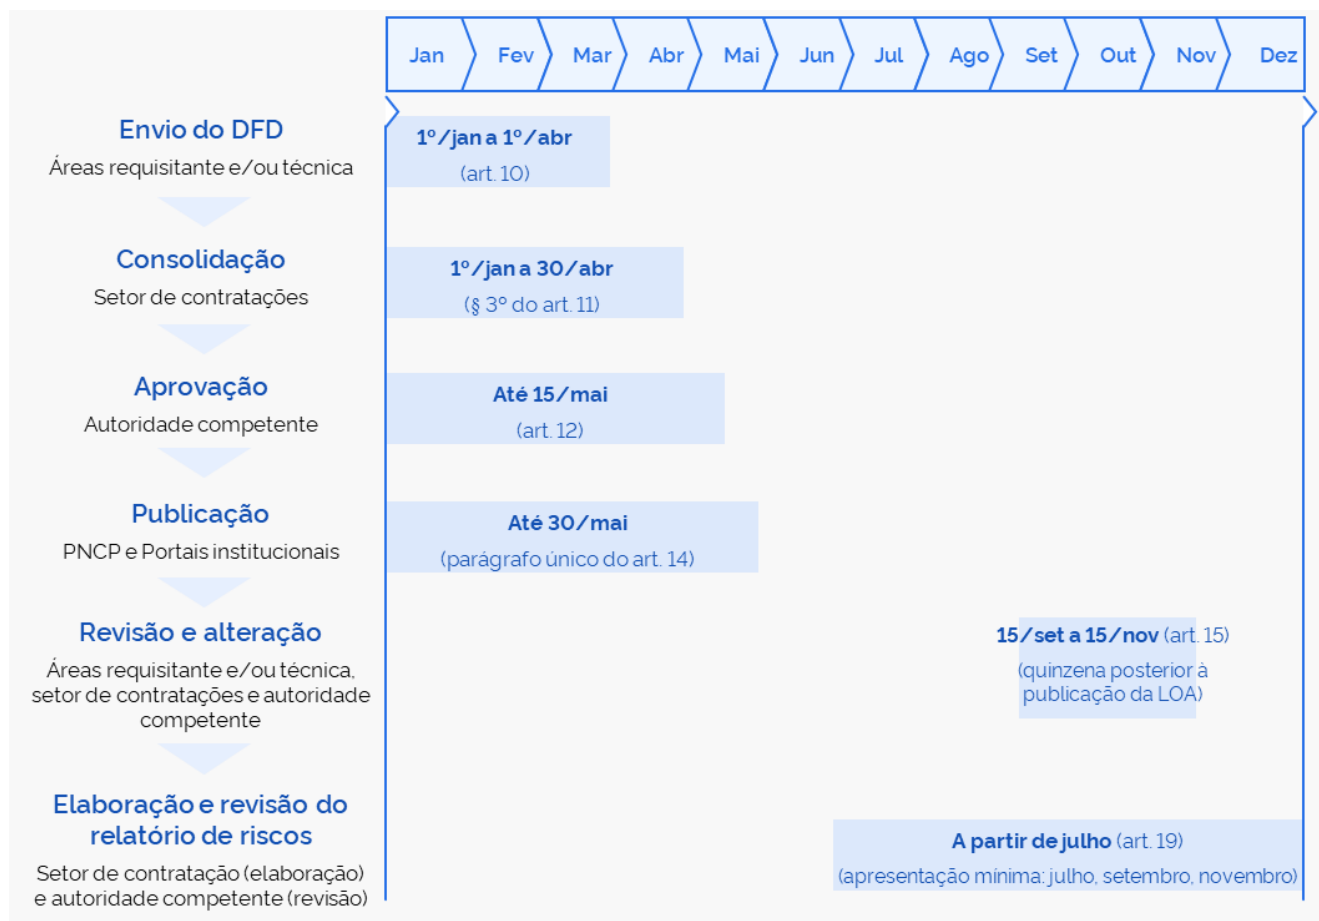 Jan Fev Mar Abr Mai Jun Jul Ago Set Out Nov Dez
Envio do DFD
Áreas requisitante e/ou técnica
1º/jan a 1º/abr
(art. 10)
Consolidação
Setor de contratações
1º/jan a 30/abr
(§ 3º do art. 11)
Aprovação
Autoridade competente
Até 15/mai
(art. 12)
Publicação
PNCP e Portais institucionais
Até 30/mai
(parágrafo único do art. 14)
Revisão e alteração
Áreas requisitante e/ou técnica,
setor de contratações e autoridade
competente
15/set a 15/nov (art. 15)
(quinzena posterior à
publicação da LOA)
Elaboração e revisão do
relatório de riscos
Setor de contratação (elaboração)
e autoridade competente (revisão)
A partir de julho (art. 19)
(apresentação mínima: julho, setembro, novembro)